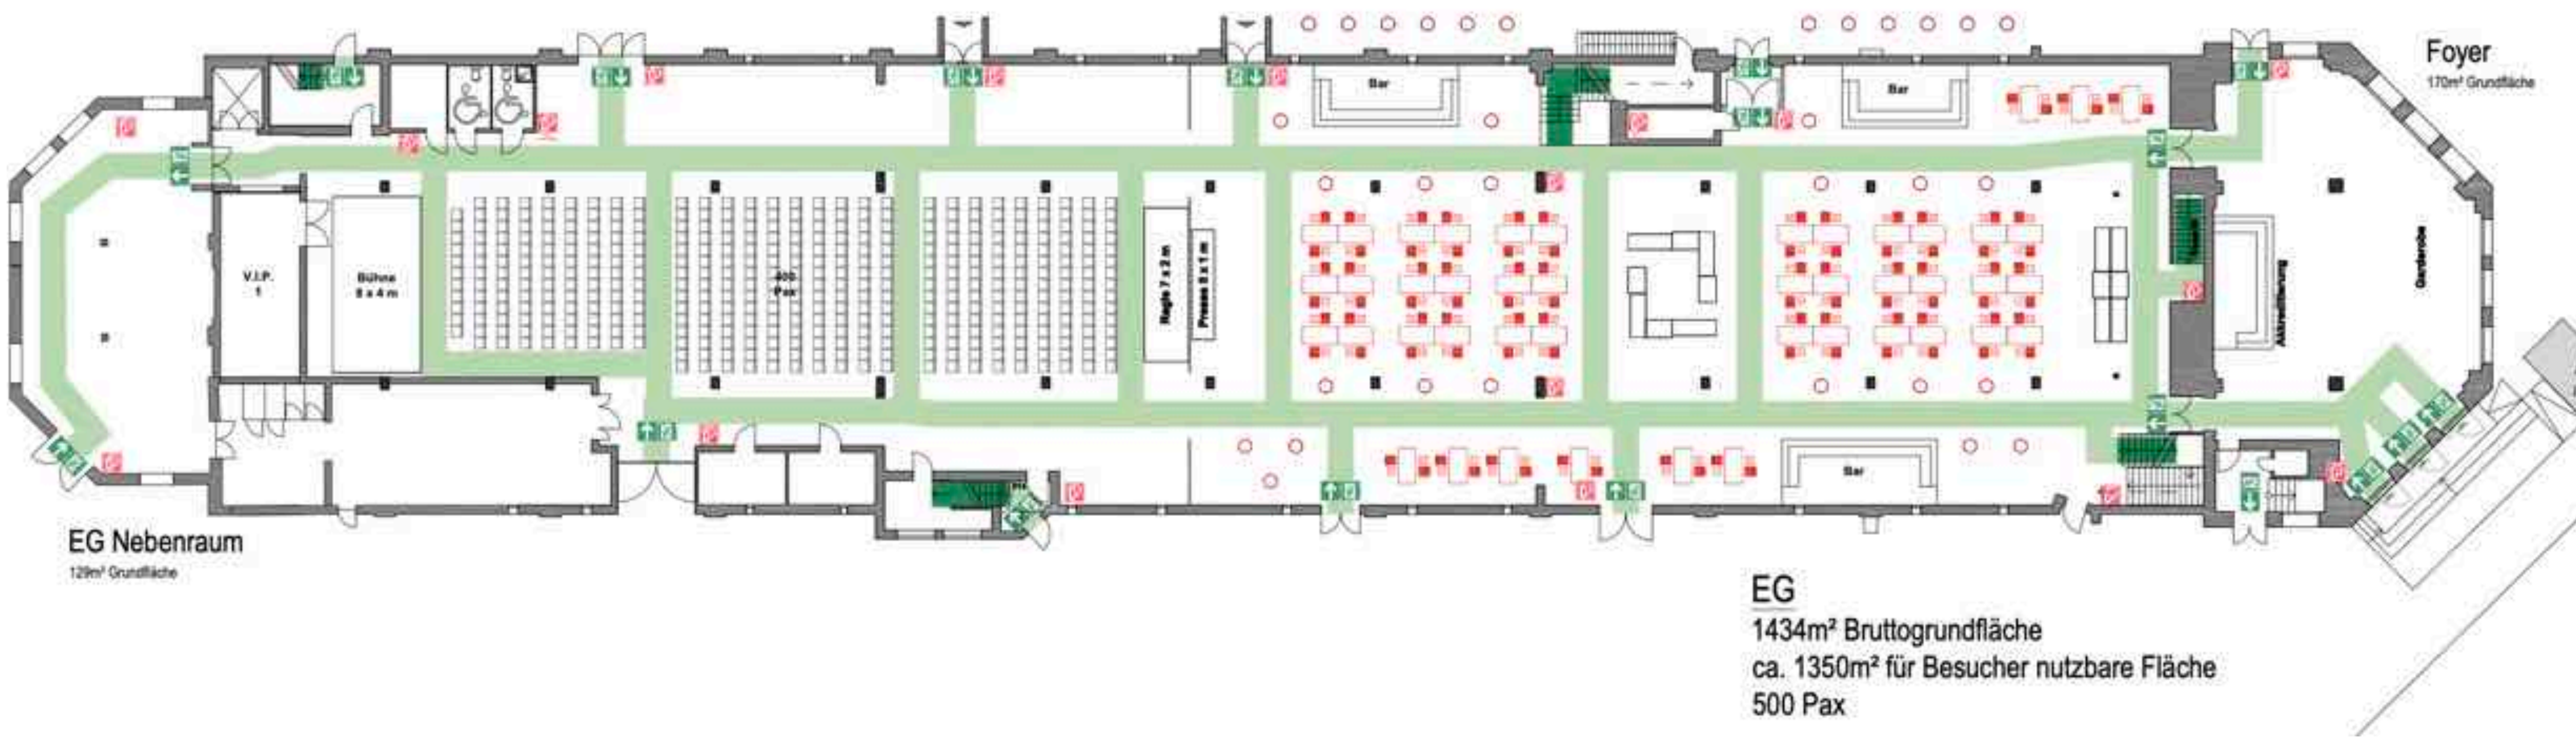 Foyer
170m² Grundfläche
Bar
Bar
V.I.P.
1
Bühne
8 x 4 m
400
Pax
Regie 7 x 2 m
Presse 5 x 1 m
Akkreditierung
Garderobe
Bar
EG Nebenraum
129m² Grundfläche
EG
1434m² Bruttogrundfläche
ca. 1350m² für Besucher nutzbare Fläche
500 Pax